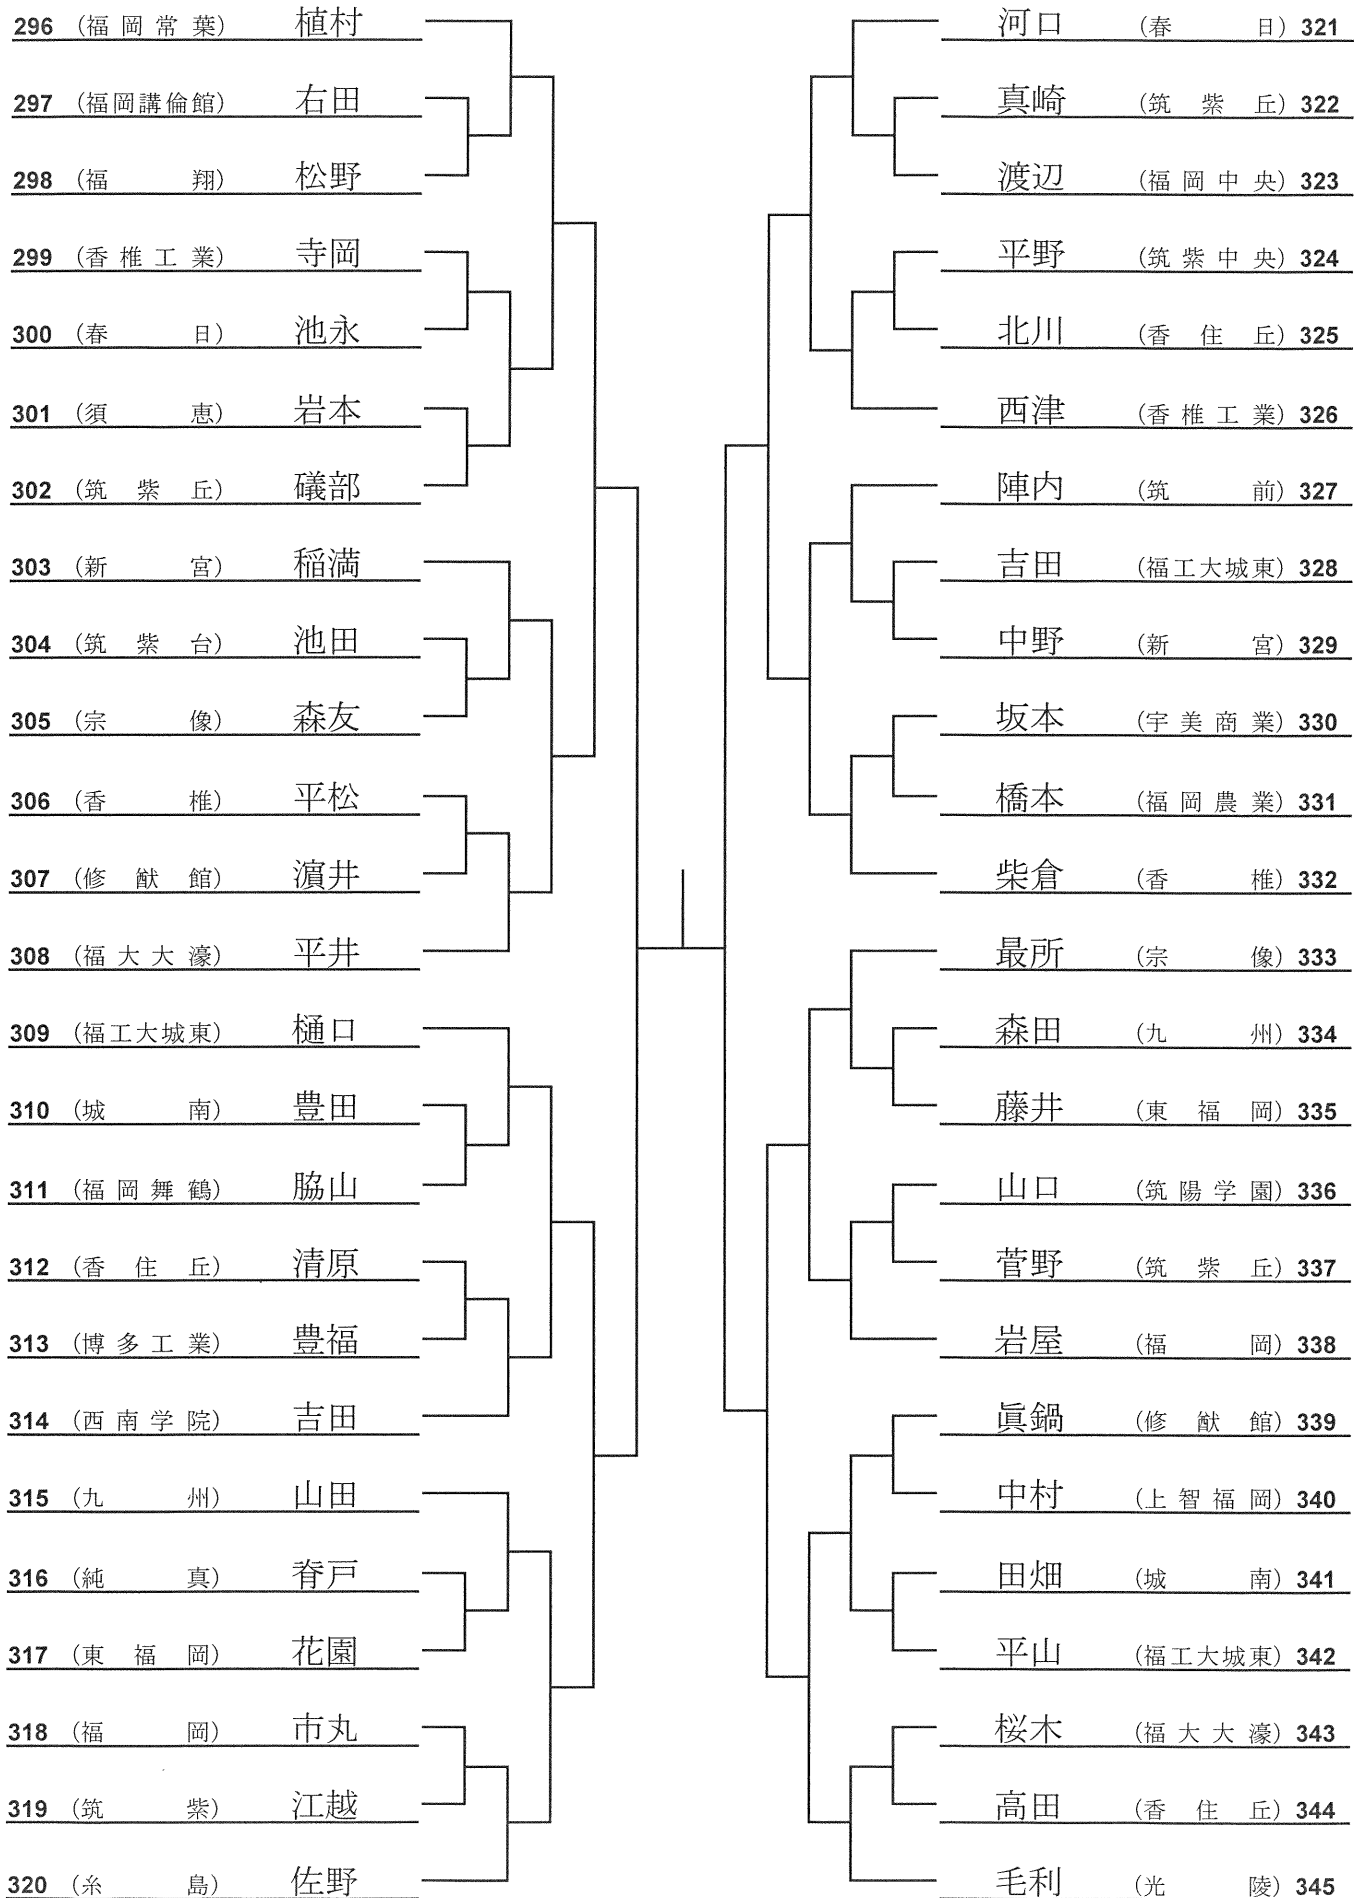 296 (福岡常葉) 植村
297 (福岡講倫館) 右田
298 (福翔) 松野
299 (香椎工業) 寺岡
300 (春日) 池永
301 (須恵) 岩本
302 (筑紫丘) 礒部
303 (新宮) 稲満
304 (筑紫台) 池田
305 (宗像) 森友
306 (香椎) 平松
307 (修猷館) 濵井
308 (福大大濠) 平井
309 (福工大城東) 樋口
310 (城南) 豊田
311 (福岡舞鶴) 脇山
312 (香住丘) 清原
313 (博多工業) 豊福
314 (西南学院) 吉田
315 (九州) 山田
316 (純真) 脊戸
317 (東福岡) 花園
318 (福岡) 市丸
319 (筑紫) 江越
320 (糸島) 佐野
河口 (春日) 321
真崎 (筑紫丘) 322
渡辺 (福岡中央) 323
平野 (筑紫中央) 324
北川 (香住丘) 325
西津 (香椎工業) 326
陣内 (筑前) 327
吉田 (福工大城東) 328
中野 (新宮) 329
坂本 (宇美商業) 330
橋本 (福岡農業) 331
柴倉 (香椎) 332
最所 (宗像) 333
森田 (九州) 334
藤井 (東福岡) 335
山口 (筑陽学園) 336
菅野 (筑紫丘) 337
岩屋 (福岡) 338
眞鍋 (修猷館) 339
中村 (上智福岡) 340
田畑 (城南) 341
平山 (福工大城東) 342
桜木 (福大大濠) 343
高田 (香住丘) 344
毛利 (光陵) 345